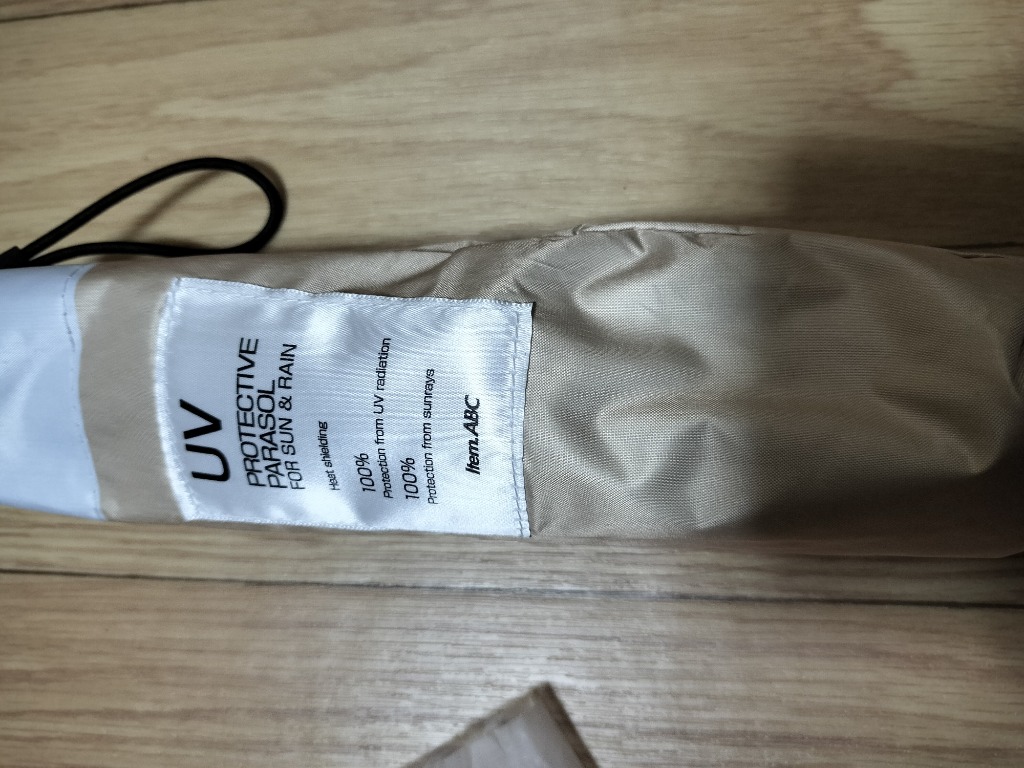 UV
PROTECTIVE
PARASOL
FOR SUN & RAIN
Heat shielding
100%
Protection from UV radiation
100%
Protection from sunrays
Item.ABC